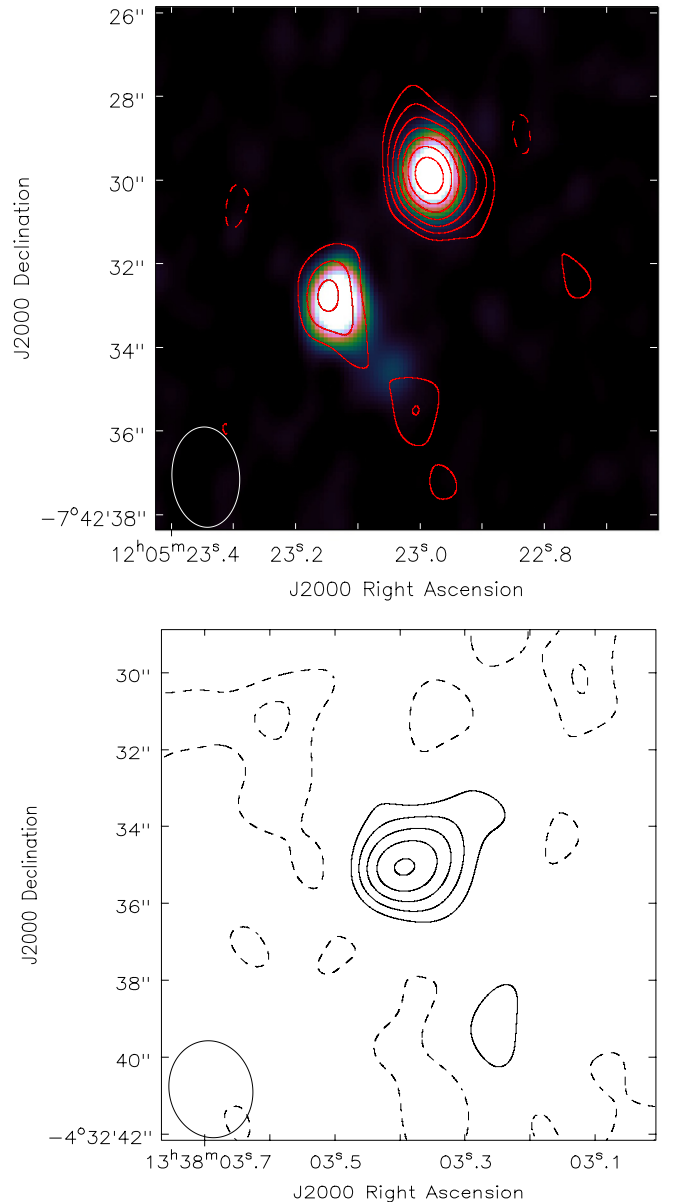 26"
28"
30"
32"
34"
36"
−7°42'38"
J2000 Declination
12ʰ05ᵐ23ˢ.4 23ˢ.2 23ˢ.0 22ˢ.8
J2000 Right Ascension
30"
32"
34"
36"
38"
40"
−4°32'42"
J2000 Declination
13ʰ38ᵐ03ˢ.7 03ˢ.5 03ˢ.3 03ˢ.1
J2000 Right Ascension